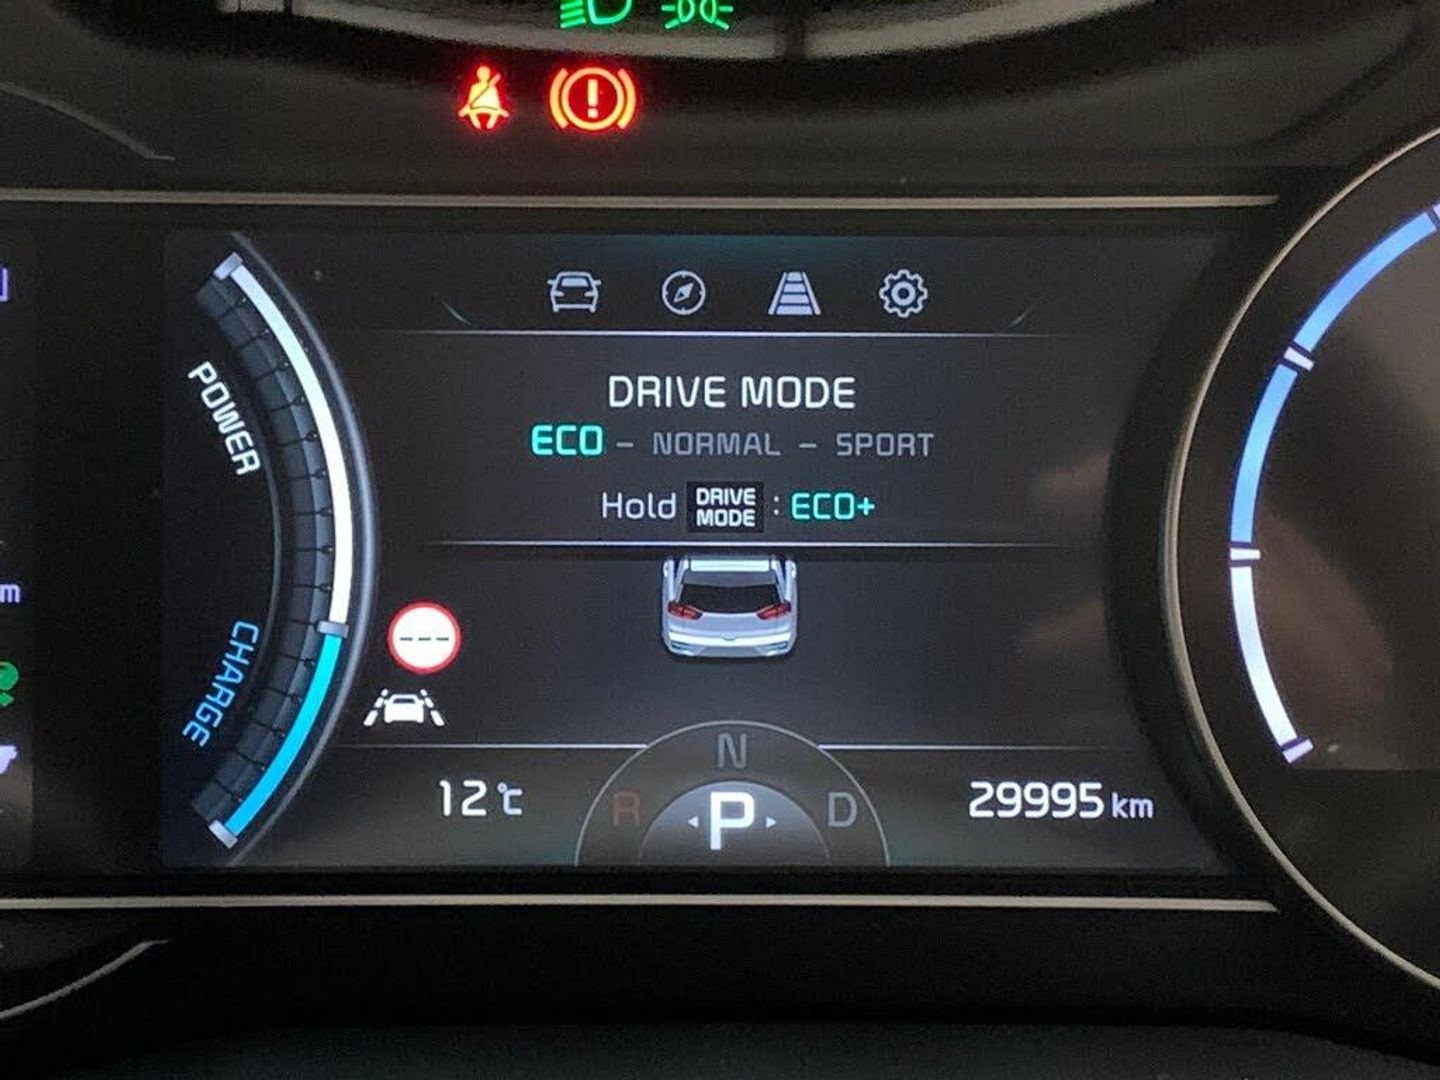 DRIVE MODE
ECO - NORMAL - SPORT
Hold DRIVE MODE : ECO+
POWER
CHARGE
m
---
N
R P D
12 °C
29995 km